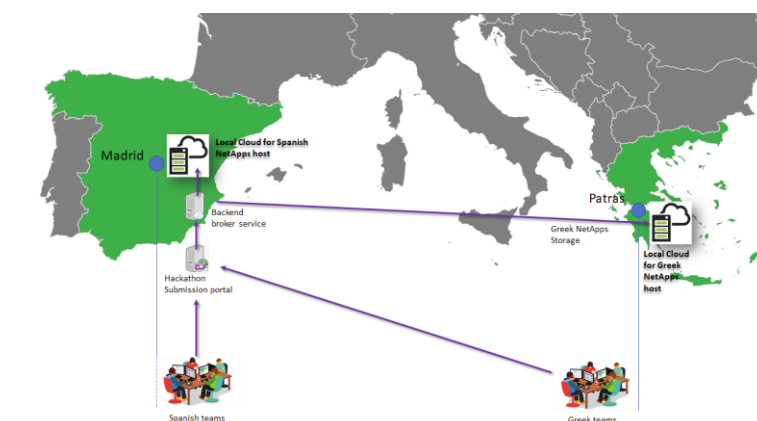 Madrid
Local Cloud for Spanish
NetApps host
Backend
broker service
Hackathon
Submission portal
Spanish teams
Patras
Greek NetApps
Storage
Local Cloud
for Greek
NetApps
host
Greek teams